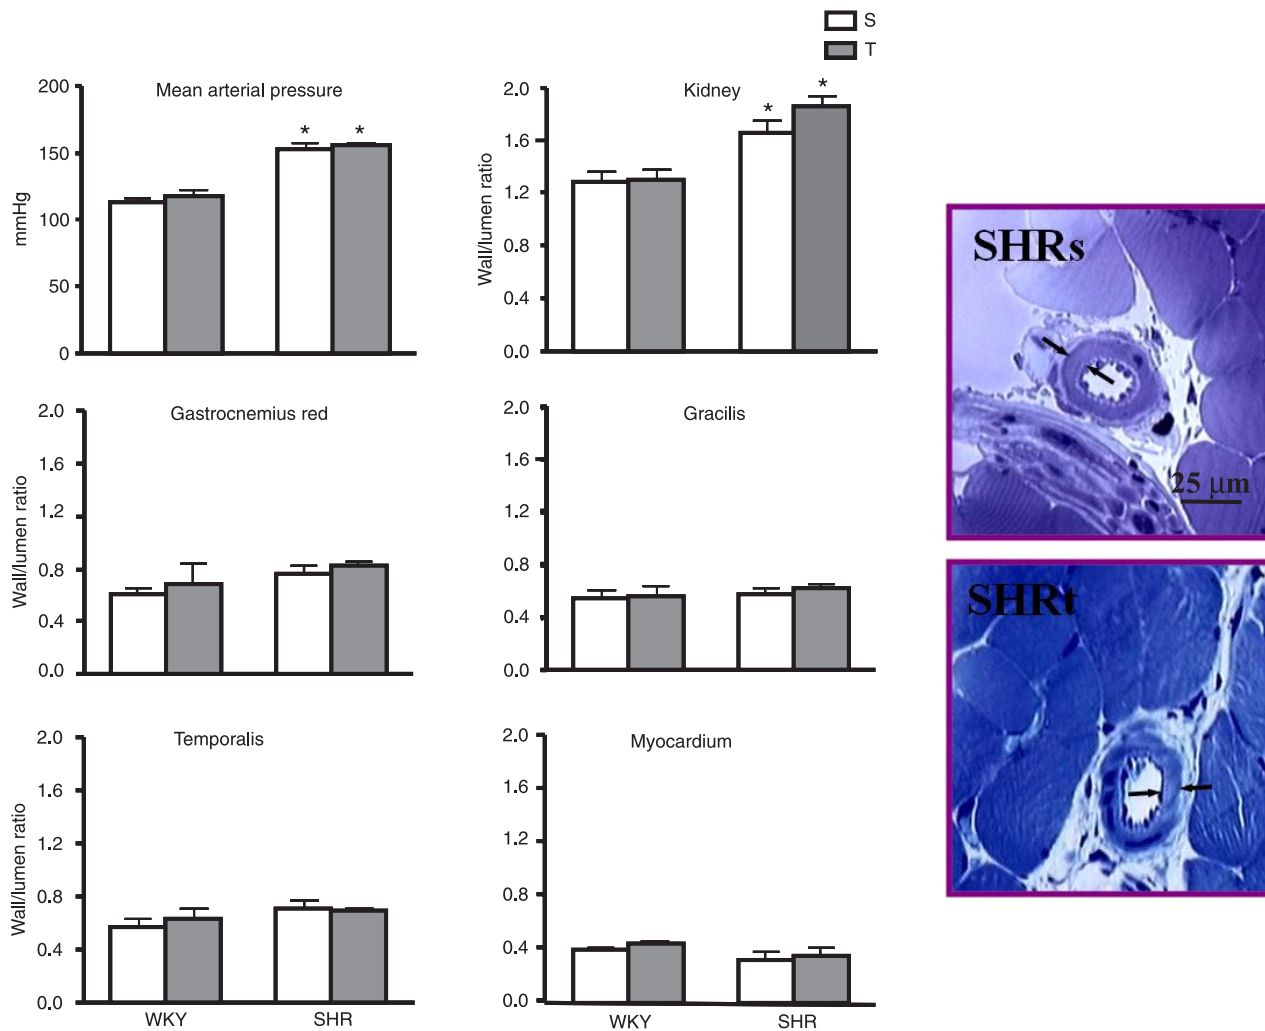 S
T
Mean arterial pressure
200
150
100
50
0
mmHg
Kidney
2.0
1.6
1.2
0.8
0.4
0.0
Wall/lumen ratio
* *
* *
Gastrocnemius red
2.0
1.6
1.2
0.8
0.4
0.0
Wall/lumen ratio
Gracilis
2.0
1.6
1.2
0.8
0.4
0.0
Temporalis
2.0
1.6
1.2
0.8
0.4
0.0
Wall/lumen ratio
WKY SHR
Myocardium
2.0
1.6
1.2
0.8
0.4
0.0
WKY SHR
SHRs
25 μm
SHRt